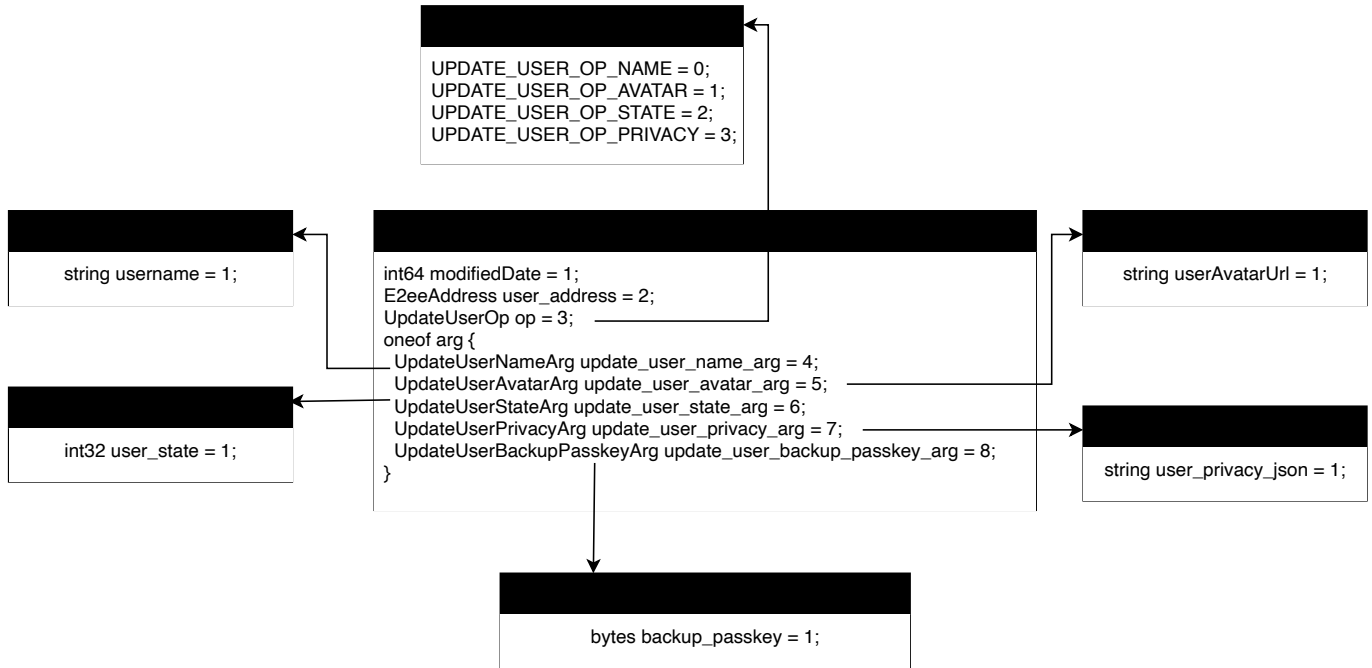 UPDATE_USER_OP_NAME = 0;
UPDATE_USER_OP_AVATAR = 1;
UPDATE_USER_OP_STATE = 2;
UPDATE_USER_OP_PRIVACY = 3;
string username = 1;
int32 user_state = 1;
int64 modifiedDate = 1;
E2eeAddress user_address = 2;
UpdateUserOp op = 3;
oneof arg {
UpdateUserNameArg update_user_name_arg = 4;
UpdateUserAvatarArg update_user_avatar_arg = 5;
UpdateUserStateArg update_user_state_arg = 6;
UpdateUserPrivacyArg update_user_privacy_arg = 7;
UpdateUserBackupPasskeyArg update_user_backup_passkey_arg = 8;
}
string userAvatarUrl = 1;
string user_privacy_json = 1;
bytes backup_passkey = 1;